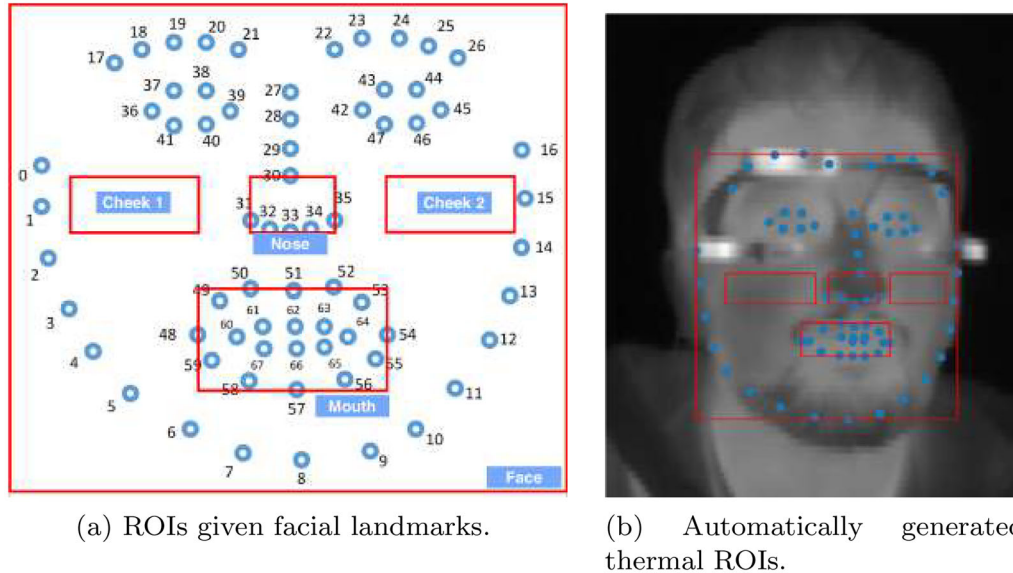 19 20
18 21
17
23 24 25
22 26
37 38 39
36 41 40
27
28
29
30
43 44
42 45
47 46
0
1
2
3
4
5
6
7
8
9
10
11
12
13
14
15
16
Cheek 1
Cheek 2
31 32 33 34 35
Nose
50 51 52
49 53
61 62 63
48 60 64 54
59 67 66 65 55
58 57 56
Mouth
Face
(a) ROIs given facial landmarks.
(b) Automatically generated
thermal ROIs.